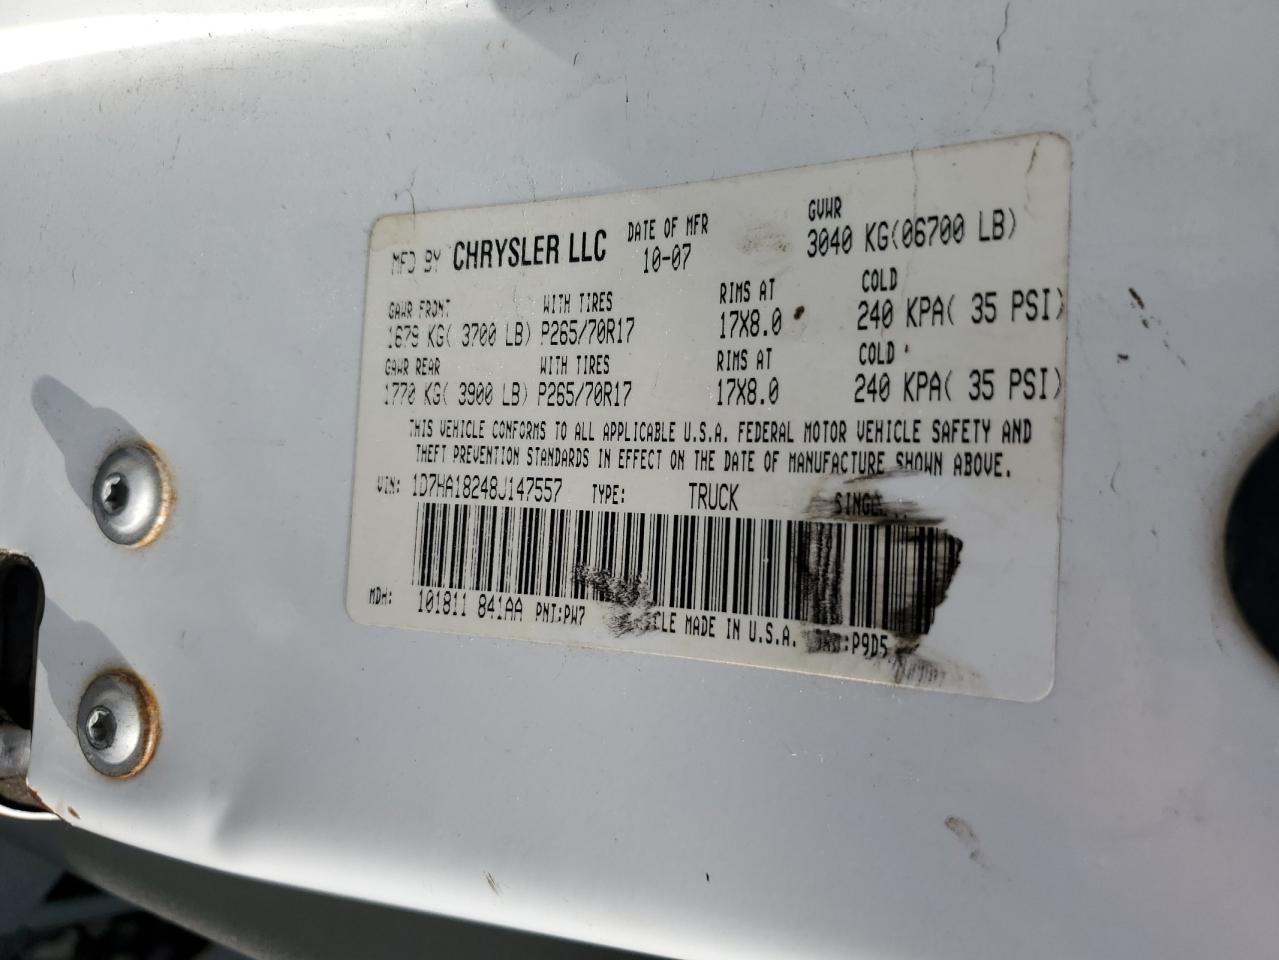 MFD BY CHRYSLER LLC DATE OF MFR 10-07 GVWR 3040 KG(06700 LB)
GAWR FRONT WITH TIRES RIMS AT COLD
1679 KG( 3700 LB) P265/70R17 17X8.0 240 KPA( 35 PSI)
GAWR REAR WITH TIRES RIMS AT COLD
1770 KG( 3900 LB) P265/70R17 17X8.0 240 KPA( 35 PSI)
THIS VEHICLE CONFORMS TO ALL APPLICABLE U.S.A. FEDERAL MOTOR VEHICLE SAFETY AND
THEFT PREVENTION STANDARDS IN EFFECT ON THE DATE OF MANUFACTURE SHOWN ABOVE.
VIN: 1D7HA18248J147557 TYPE: TRUCK
MDH: 101811 841AA PNT:PW7 MADE IN U.S.A. :P9D5